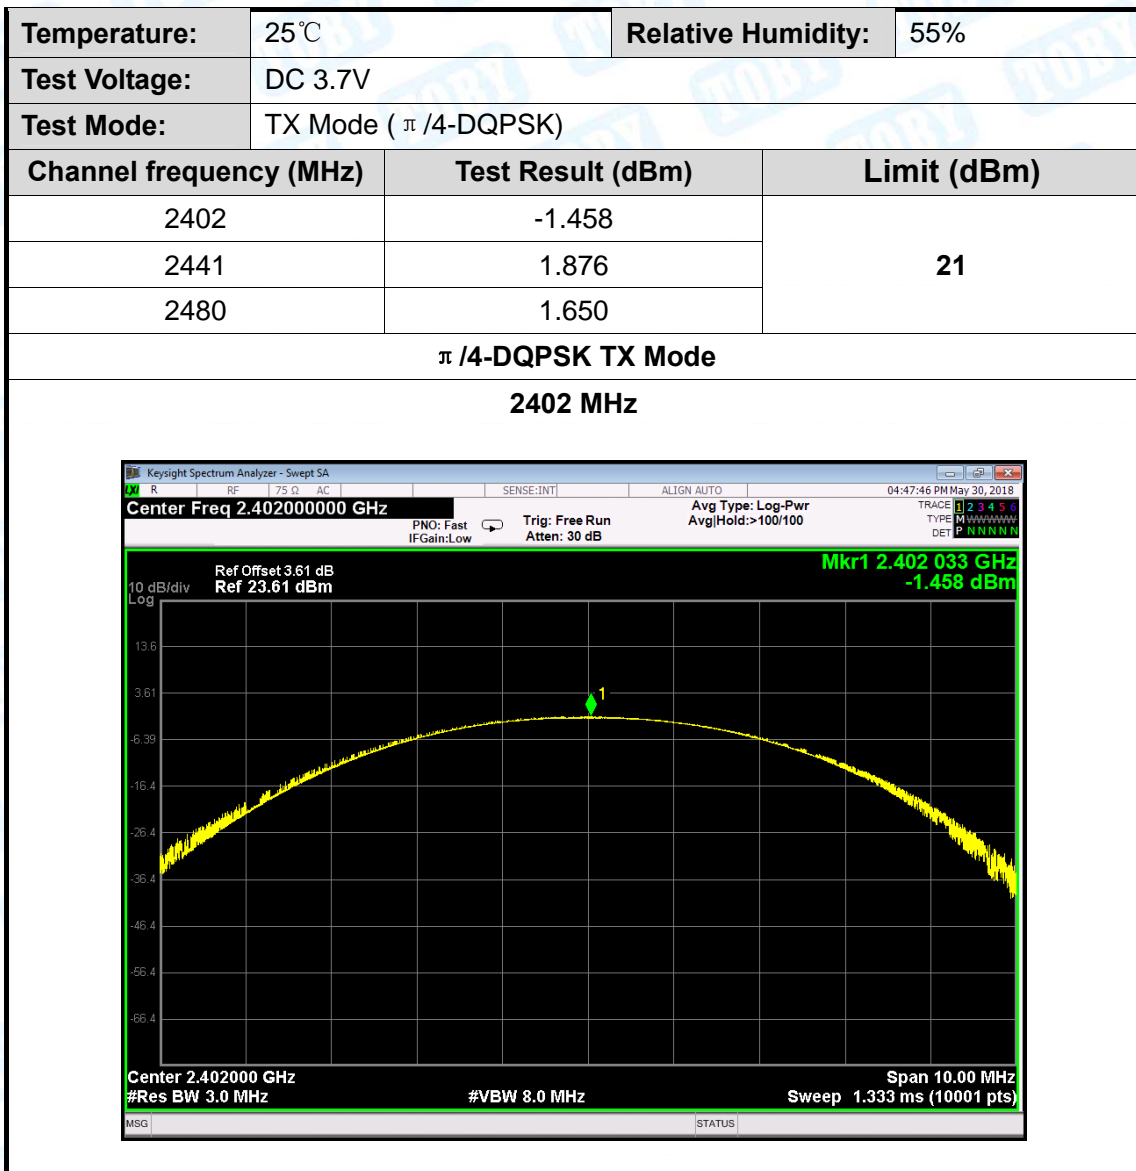 Temperature: 25℃ Relative Humidity: 55%
Test Voltage: DC 3.7V
Test Mode: TX Mode (π/4-DQPSK)
Channel frequency (MHz) Test Result (dBm) Limit (dBm)
2402 -1.458
2441 1.876 21
2480 1.650
π/4-DQPSK TX Mode
2402 MHz
Keysight Spectrum Analyzer - Swept SA
LXI R RF 75 Ω AC SENSE:INT ALIGN AUTO 04:47:46 PM May 30, 2018
Center Freq 2.402000000 GHz
PNO: Fast
IFGain:Low
Trig: Free Run
Atten: 30 dB
Avg Type: Log-Pwr
Avg|Hold:>100/100
TRACE 1 2 3 4 5 6
TYPE M WWWWW
DET P N N N N N
Mkr1 2.402 033 GHz
-1.458 dBm
Ref Offset 3.61 dB
10 dB/div Ref 23.61 dBm
Log
13.6
1
3.61
-6.39
-16.4
-26.4
-36.4
-46.4
-56.4
-66.4
Center 2.402000 GHz Span 10.00 MHz
#Res BW 3.0 MHz #VBW 8.0 MHz Sweep 1.333 ms (10001 pts)
MSG STATUS
TOBY